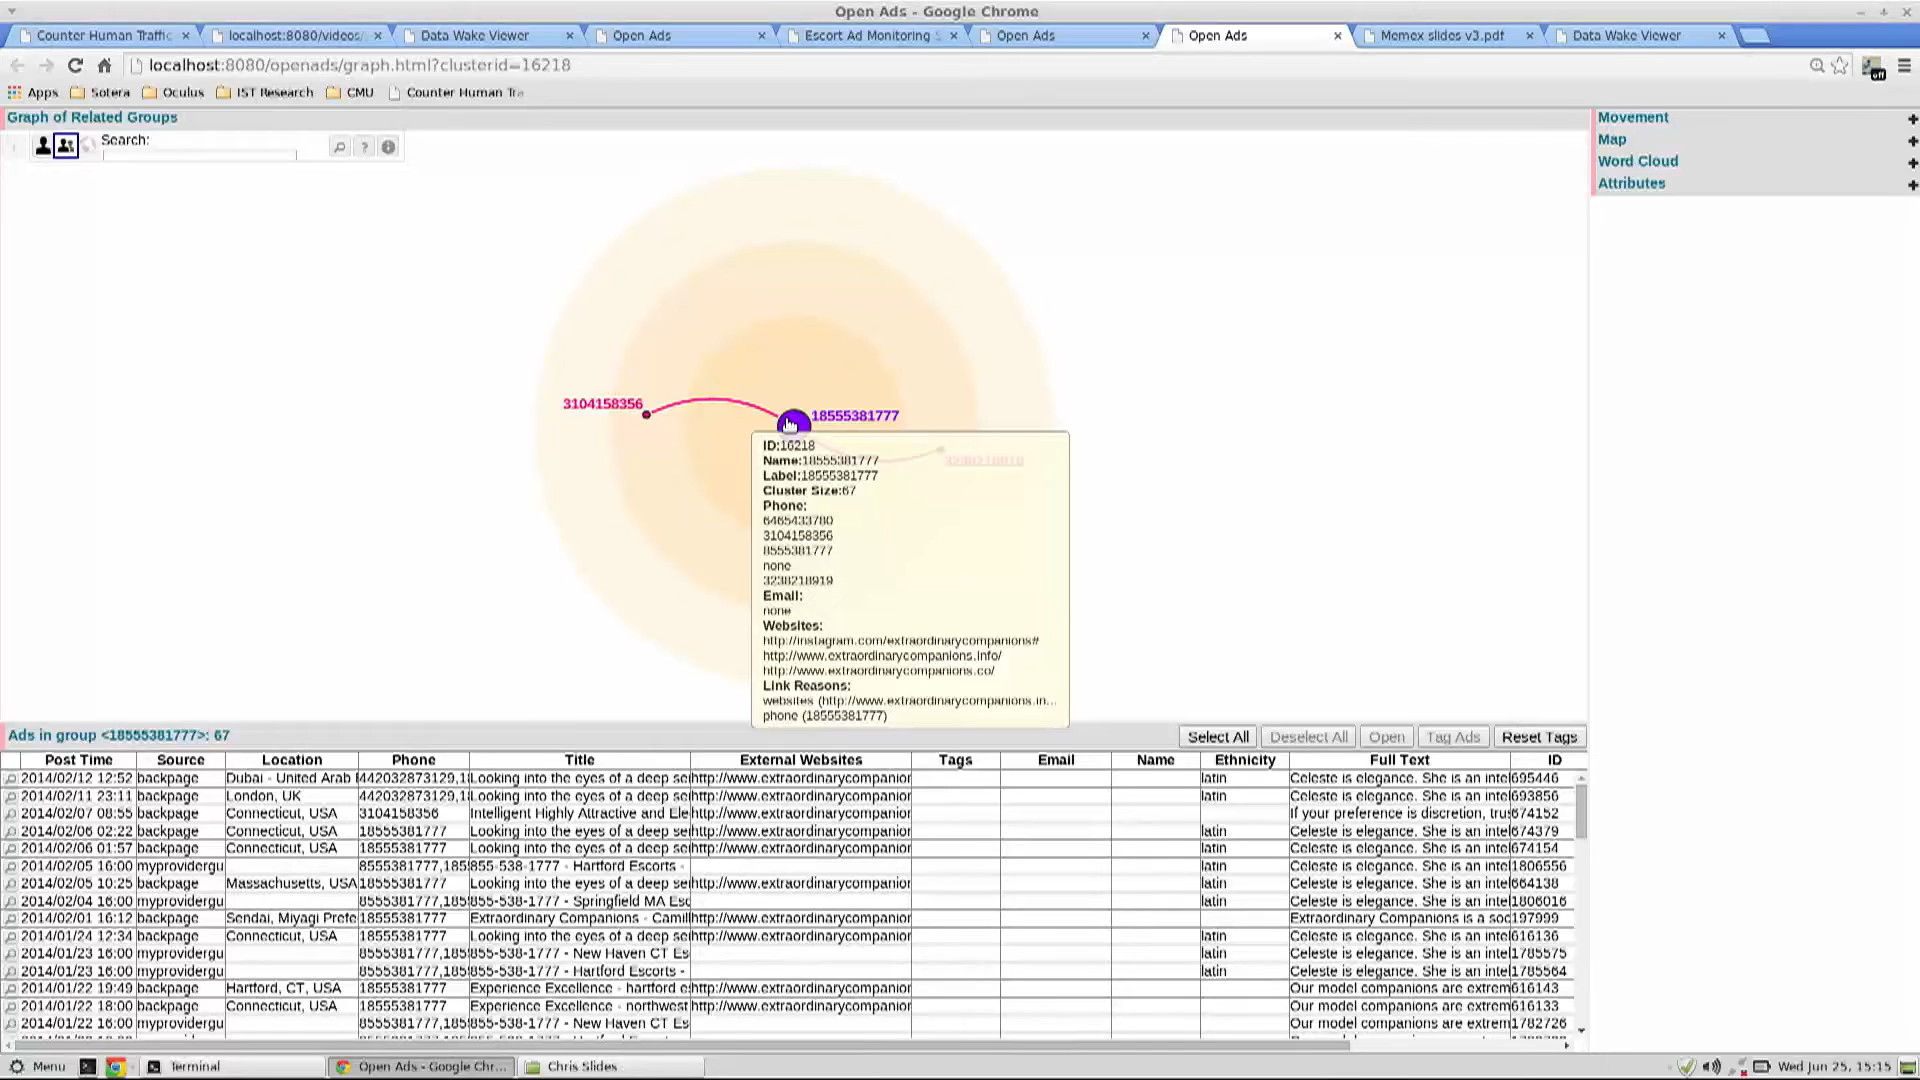 Open Ads - Google Chrome
Counter Human Traffic
localhost:8080/videos/
Data Wake Viewer
Open Ads
Escort Ad Monitoring S
Open Ads
Open Ads
Memex slides v3.pdf
Data Wake Viewer
localhost:8080/openads/graph.html?clusterid=16218
off
Apps Sotera Oculus IST Research CMU Counter Human Tra
Graph of Related Groups
Search:
?
Movement
Map
Word Cloud
Attributes
3104158356
18555381777
ID:16218
Name:18555381777
Label:18555381777
Cluster Size:67
Phone:
6465433780
3104158356
8555381777
none
3238218919
Email:
none
Websites:
http://instagram.com/extraordinarycompanions#
http://www.extraordinarycompanions.info/
http://www.extraordinarycompanions.co/
Link Reasons:
websites (http://www.extraordinarycompanions.in...
phone (18555381777)
Ads in group <18555381777>: 67
Select All Deselect All Open Tag Ads Reset Tags
Post Time Source Location Phone Title External Websites Tags Email Name Ethnicity Full Text ID
2014/02/12 12:52 backpage Dubai - United Arab 442032873129,1 Looking into the eyes of a deep se http://www.extraordinarycompanior latin Celeste is elegance. She is an intel 695446
2014/02/11 23:11 backpage London, UK 442032873129,1 Looking into the eyes of a deep se http://www.extraordinarycompanior latin Celeste is elegance. She is an intel 693856
2014/02/07 08:55 backpage Connecticut, USA 3104158356 Intelligent Highly Attractive and Ele http://www.extraordinarycompanior If your preference is discretion, trus 674152
2014/02/06 02:22 backpage Connecticut, USA 18555381777 Looking into the eyes of a deep se http://www.extraordinarycompanior latin Celeste is elegance. She is an intel 674379
2014/02/06 01:57 backpage Connecticut, USA 18555381777 Looking into the eyes of a deep se http://www.extraordinarycompanior latin Celeste is elegance. She is an intel 674154
2014/02/05 16:00 myprovidergu 8555381777,185 855-538-1777 - Hartford Escorts - latin Celeste is elegance. She is an intel 1806556
2014/02/05 10:25 backpage Massachusetts, USA 18555381777 Looking into the eyes of a deep se http://www.extraordinarycompanior latin Celeste is elegance. She is an intel 664138
2014/02/04 16:00 myprovidergu 8555381777,185 855-538-1777 - Springfield MA Esc latin Celeste is elegance. She is an intel 1806016
2014/02/01 16:12 backpage Sendai, Miyagi Prefe 18555381777 Extraordinary Companions - Camil http://www.extraordinarycompanior Extraordinary Companions is a soc 197999
2014/01/24 12:34 backpage Connecticut, USA 18555381777 Looking into the eyes of a deep se http://www.extraordinarycompanior latin Celeste is elegance. She is an intel 616136
2014/01/23 16:00 myprovidergu 8555381777,185 855-538-1777 - New Haven CT Es latin Celeste is elegance. She is an intel 1785575
2014/01/23 16:00 myprovidergu 8555381777,185 855-538-1777 - Hartford Escorts - latin Celeste is elegance. She is an intel 1785564
2014/01/22 19:49 backpage Hartford, CT, USA 18555381777 Experience Excellence - hartford e http://www.extraordinarycompanior Our model companions are extrem 616143
2014/01/22 18:00 backpage Connecticut, USA 18555381777 Experience Excellence - northwest http://www.extraordinarycompanior Our model companions are extrem 616133
2014/01/22 16:00 myprovidergu 8555381777,185 855-538-1777 - New Haven CT Es Our model companions are extrem 1782726
Menu Terminal Open Ads - Google Chr... Chris Slides Wed Jun 25, 15:15